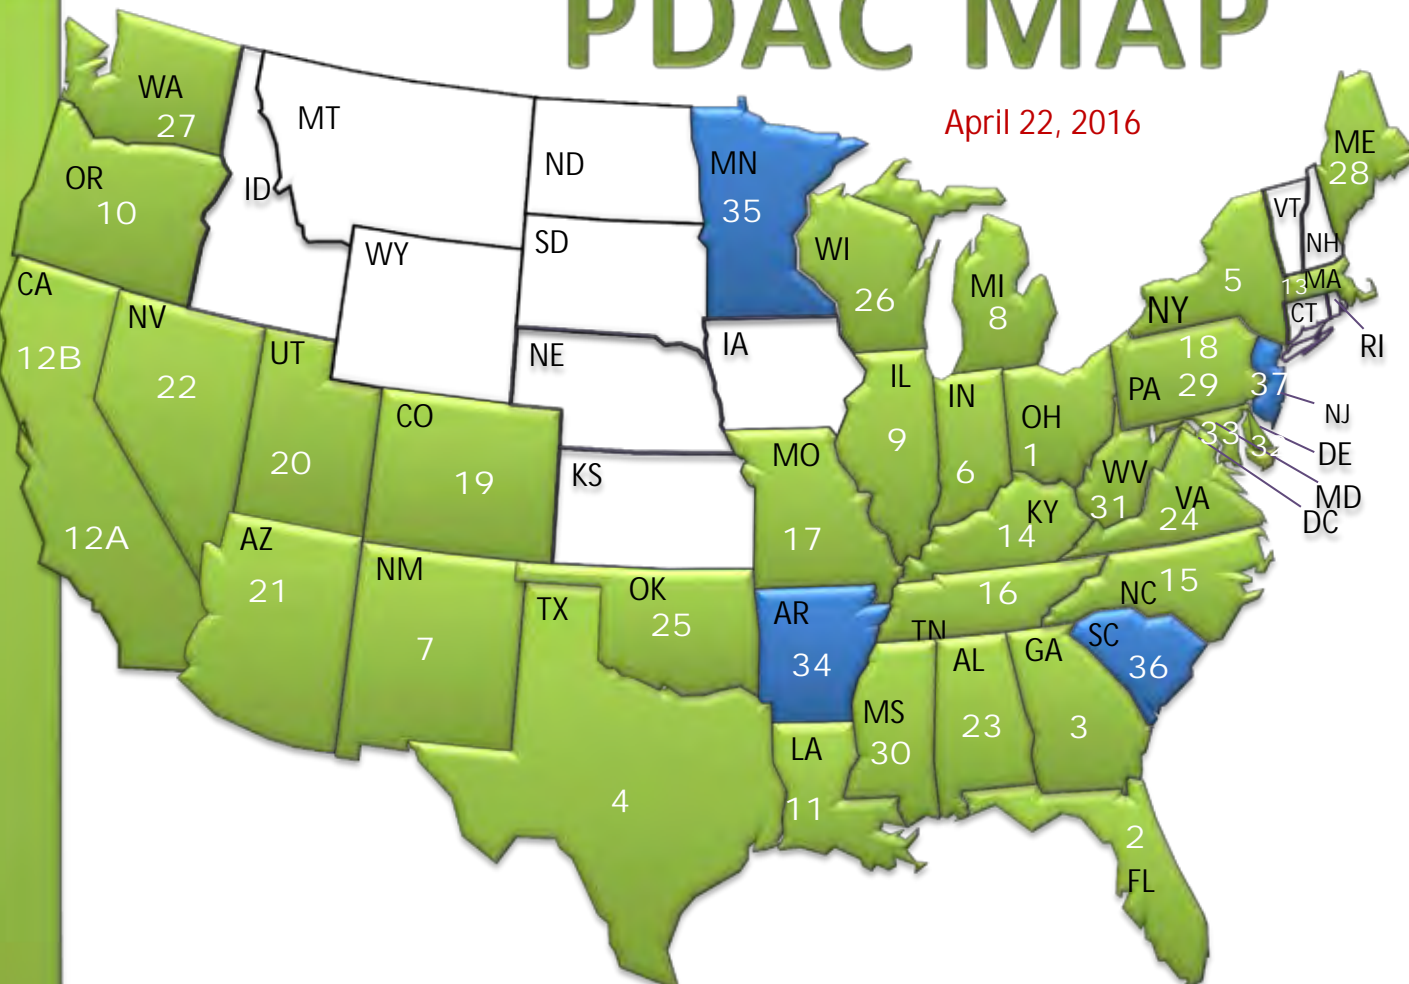 PDAC MAP
April 22, 2016
WA
27
MT
ND
MN
35
ME
28
OR
10
ID
SD
WI
26
MI
8
VT
NH
WY
NY
5
13
MA
CT
RI
CA
12B
NV
22
UT
20
NE
IA
IL
9
IN
6
OH
1
PA
18
29
37
NJ
CO
19
KS
MO
17
WV
31
VA
24
33
32
DE
MD
DC
KY
14
12A
AZ
21
NM
7
TX
4
OK
25
AR
34
TN
16
NC
15
SC
36
MS
30
AL
23
GA
3
LA
11
2
FL